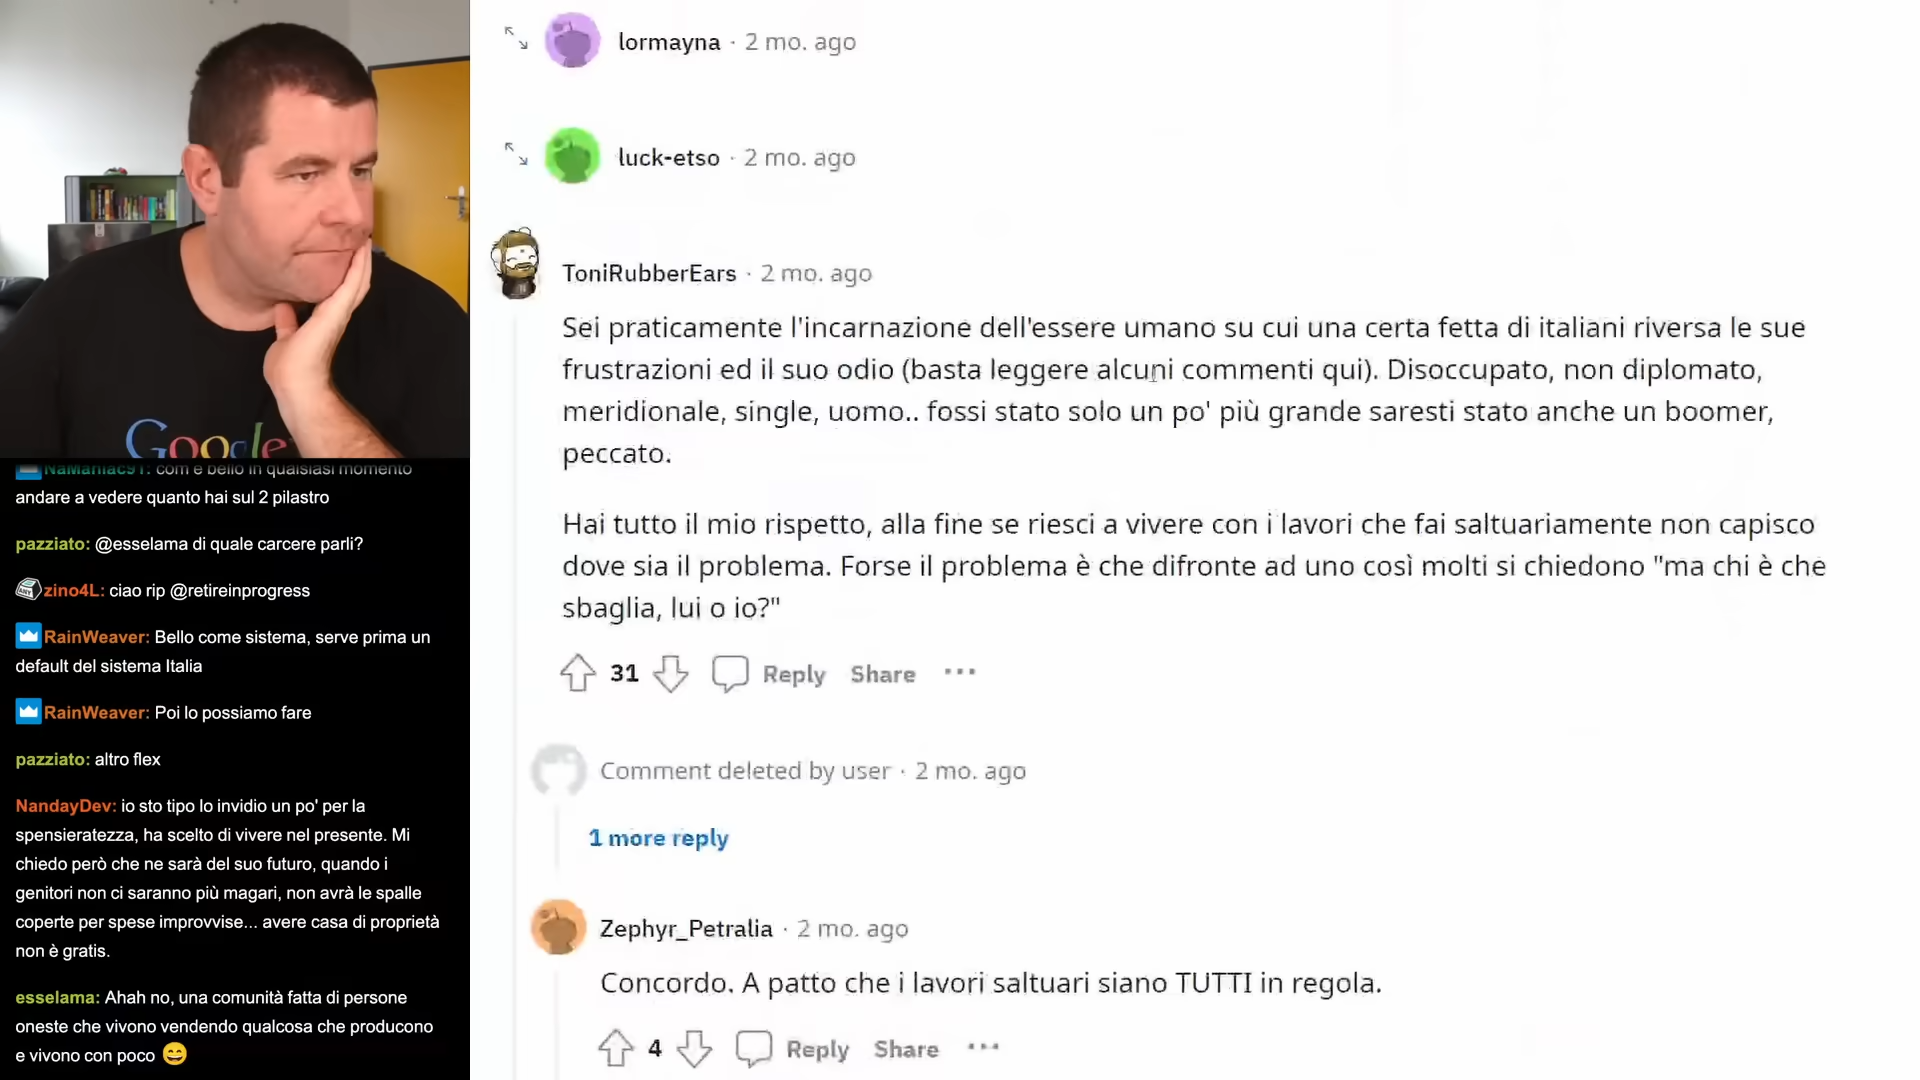 Google
NaManiac91: com'è bello in qualsiasi momento
andare a vedere quanto hai sul 2 pilastro
pazziato: @esselama di quale carcere parli?
zino4L: ciao rip @retireinprogress
RainWeaver: Bello come sistema, serve prima un
default del sistema Italia
RainWeaver: Poi lo possiamo fare
pazziato: altro flex
NandayDev: io sto tipo lo invidio un po' per la
spensieratezza, ha scelto di vivere nel presente. Mi
chiedo però che ne sarà del suo futuro, quando i
genitori non ci saranno più magari, non avrà le spalle
coperte per spese improvvise... avere casa di proprietà
non è gratis.
esselama: Ahah no, una comunità fatta di persone
oneste che vivono vendendo qualcosa che producono
e vivono con poco 😄
lormayna · 2 mo. ago
luck-etso · 2 mo. ago
ToniRubberEars · 2 mo. ago
Sei praticamente l'incarnazione dell'essere umano su cui una certa fetta di italiani riversa le sue
frustrazioni ed il suo odio (basta leggere alcuni commenti qui). Disoccupato, non diplomato,
meridionale, single, uomo.. fossi stato solo un po' più grande saresti stato anche un boomer,
peccato.
Hai tutto il mio rispetto, alla fine se riesci a vivere con i lavori che fai saltuariamente non capisco
dove sia il problema. Forse il problema è che difronte ad uno così molti si chiedono "ma chi è che
sbaglia, lui o io?"
31 Reply Share ···
Comment deleted by user · 2 mo. ago
1 more reply
Zephyr_Petralia · 2 mo. ago
Concordo. A patto che i lavori saltuari siano TUTTI in regola.
4 Reply Share ···